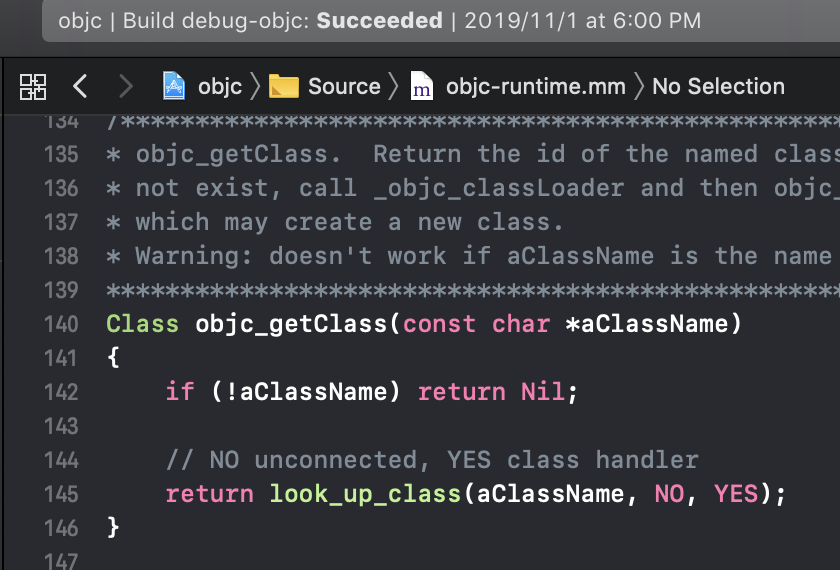 objc | Build debug-objc: Succeeded | 2019/11/1 at 6:00 PM
objc 〉 Source 〉 m objc-runtime.mm 〉 No Selection
134 /*************************************************
135 * objc_getClass.  Return the id of the named clas
136 * not exist, call _objc_classLoader and then objc_
137 * which may create a new class.
138 * Warning: doesn't work if aClassName is the name
139 **************************************************
140 Class objc_getClass(const char *aClassName)
141 {
142     if (!aClassName) return Nil;
143
144     // NO unconnected, YES class handler
145     return look_up_class(aClassName, NO, YES);
146 }
147